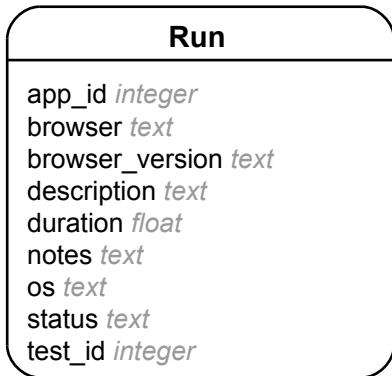 Run
app_id integer
browser text
browser_version text
description text
duration float
notes text
os text
status text
test_id integer